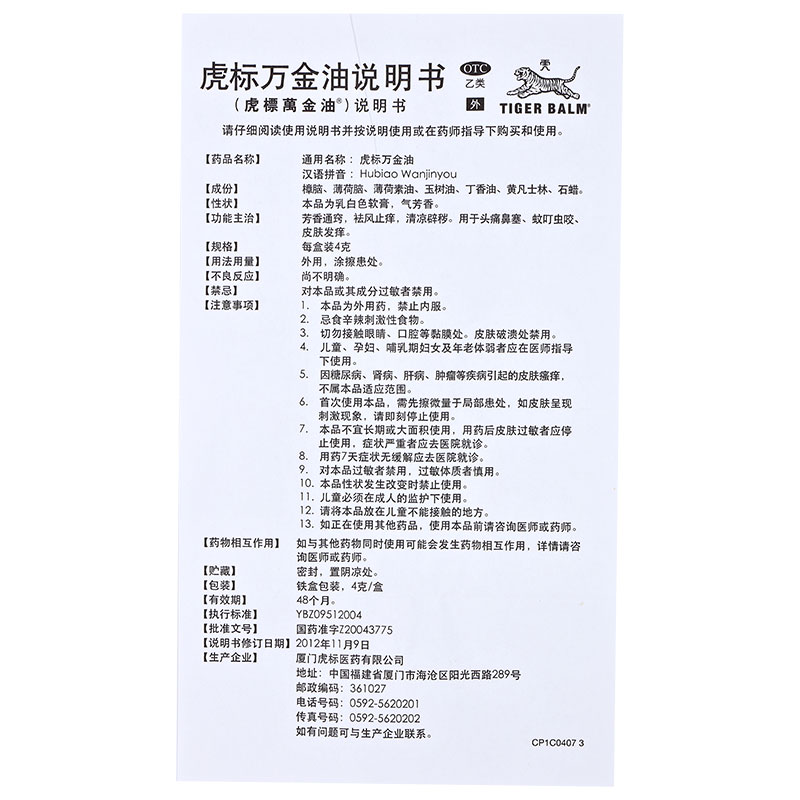 虎标万金油说明书
(虎標萬金油®)说明书
OTC
乙类
外
虎
TIGER BALM®
请仔细阅读使用说明书并按说明使用或在药师指导下购买和使用。
【药品名称】 通用名称：虎标万金油
汉语拼音：Hubiao Wanjinyou
【成份】 樟脑、薄荷脑、薄荷素油、玉树油、丁香油、黄凡士林、石蜡。
【性状】 本品为乳白色软膏，气芳香。
【功能主治】 芳香通窍，祛风止痒，清凉辟秽。用于头痛鼻塞、蚊叮虫咬、
皮肤发痒。
【规格】 每盒装4克
【用法用量】 外用，涂擦患处。
【不良反应】 尚不明确。
【禁忌】 对本品或其成分过敏者禁用。
【注意事项】 1. 本品为外用药，禁止内服。
2. 忌食辛辣刺激性食物。
3. 切勿接触眼睛、口腔等黏膜处。皮肤破溃处禁用。
4. 儿童、孕妇、哺乳期妇女及年老体弱者应在医师指导
下使用。
5. 因糖尿病、肾病、肝病、肿瘤等疾病引起的皮肤瘙痒，
不属本品适应范围。
6. 首次使用本品，需先擦微量于局部患处，如皮肤呈现
刺激现象，请即刻停止使用。
7. 本品不宜长期或大面积使用，用药后皮肤过敏者应停
止使用，症状严重者应去医院就诊。
8. 用药7天症状无缓解应去医院就诊。
9. 对本品过敏者禁用，过敏体质者慎用。
10. 本品性状发生改变时禁止使用。
11. 儿童必须在成人的监护下使用。
12. 请将本品放在儿童不能接触的地方。
13. 如正在使用其他药品，使用本品前请咨询医师或药师。
【药物相互作用】 如与其他药物同时使用可能会发生药物相互作用，详情请咨
询医师或药师。
【贮藏】 密封，置阴凉处。
【包装】 铁盒包装，4克/盒
【有效期】 48个月。
【执行标准】 YBZ09512004
【批准文号】 国药准字Z20043775
【说明书修订日期】 2012年11月9日
【生产企业】 厦门虎标医药有限公司
地址：中国福建省厦门市海沧区阳光西路289号
邮政编码：361027
电话号码：0592-5620201
传真号码：0592-5620202
如有问题可与生产企业联系。
CP1C0407 3